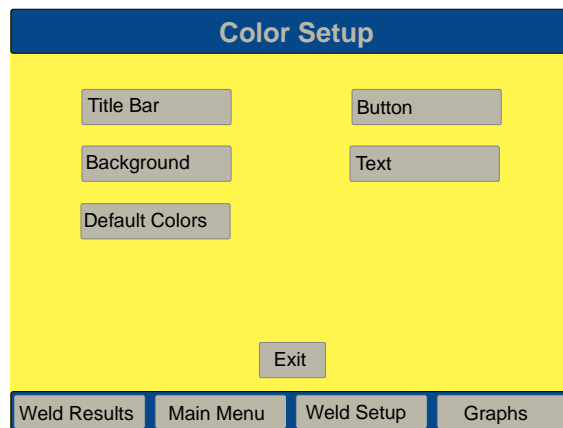 Color Setup
Title Bar
Button
Background
Text
Default Colors
Exit
Weld Results
Main Menu
Weld Setup
Graphs